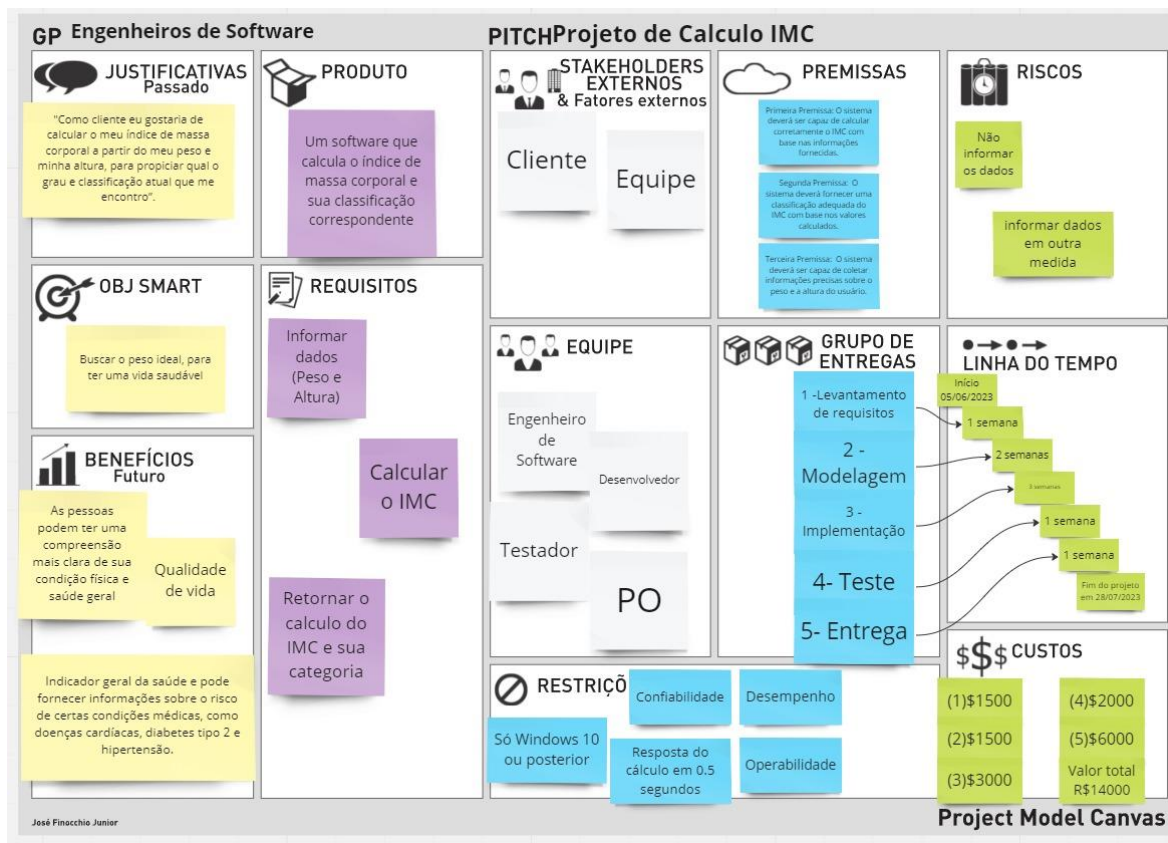 GP Engenheiros de Software
PITCH Projeto de Calculo IMC
JUSTIFICATIVAS
Passado
"Como cliente eu gostaria de
calcular o meu índice de massa
corporal a partir do meu peso e
minha altura, para propiciar qual o
grau e classificação atual que me
encontro".
PRODUTO
Um software que
calcula o índice de
massa corporal e
sua classificação
correspondente
STAKEHOLDERS
EXTERNOS
& Fatores externos
Cliente
Equipe
PREMISSAS
Primeira Premissa: O sistema
deverá ser capaz de calcular
corretamente o IMC com
base nas informações
fornecidas.
Segunda Premissa: O
sistema deverá fornecer uma
classificação adequada do
IMC com base nos valores
calculados.
Terceira Premissa: O sistema
deverá ser capaz de coletar
informações precisas sobre o
peso e a altura do usuário.
RISCOS
Não
informar
os dados
informar dados
em outra
medida
OBJ SMART
Buscar o peso ideal, para
ter uma vida saudável
REQUISITOS
Informar
dados
(Peso e
Altura)
Calcular
o IMC
Retornar o
calculo do
IMC e sua
categoria
EQUIPE
Engenheiro
de
Software
Desenvolvedor
Testador
PO
GRUPO DE
ENTREGAS
1 -Levantamento
de requisitos
2 -
Modelagem
3 -
Implementação
4- Teste
5- Entrega
LINHA DO TEMPO
Início
05/06/2023
1 semana
2 semanas
3 semanas
1 semana
1 semana
Fim do projeto
em 28/07/2023
BENEFÍCIOS
Futuro
As pessoas
podem ter uma
compreensão
mais clara de sua
condição física e
saúde geral
Qualidade
de vida
Indicador geral da saúde e pode
fornecer informações sobre o risco
de certas condições médicas, como
doenças cardíacas, diabetes tipo 2 e
hipertensão.
RESTRIÇÕ
Confiabilidade
Desempenho
Só Windows 10
ou posterior
Resposta do
cálculo em 0.5
segundos
Operabilidade
$$$ CUSTOS
(1)$1500
(4)$2000
(2)$1500
(5)$6000
(3)$3000
Valor total
R$14000
José Finocchio Junior
Project Model Canvas